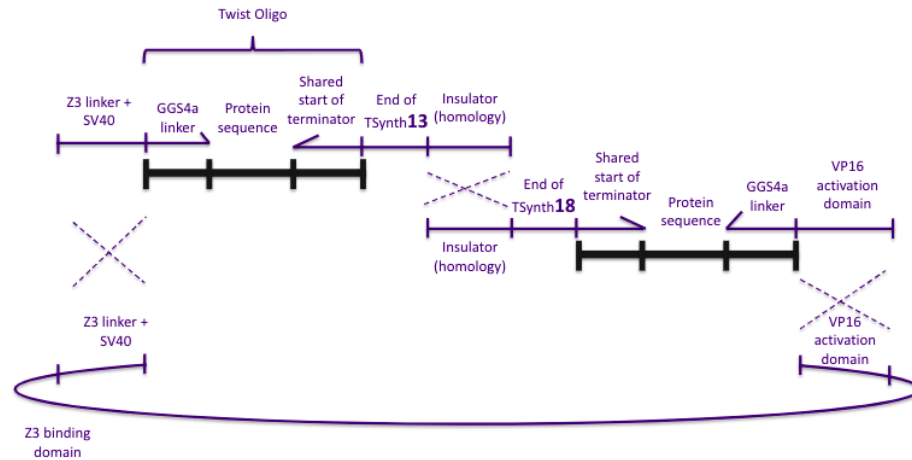 Twist Oligo
Z3 linker +
SV40
GGS4a
linker
Protein
sequence
Shared
start of
terminator
End of
TSynth13
Insulator
(homology)
Insulator
(homology)
End of
TSynth18
Shared
start of
terminator
Protein
sequence
GGS4a
linker
VP16
activation
domain
Z3 linker +
SV40
VP16
activation
domain
Z3 binding
domain